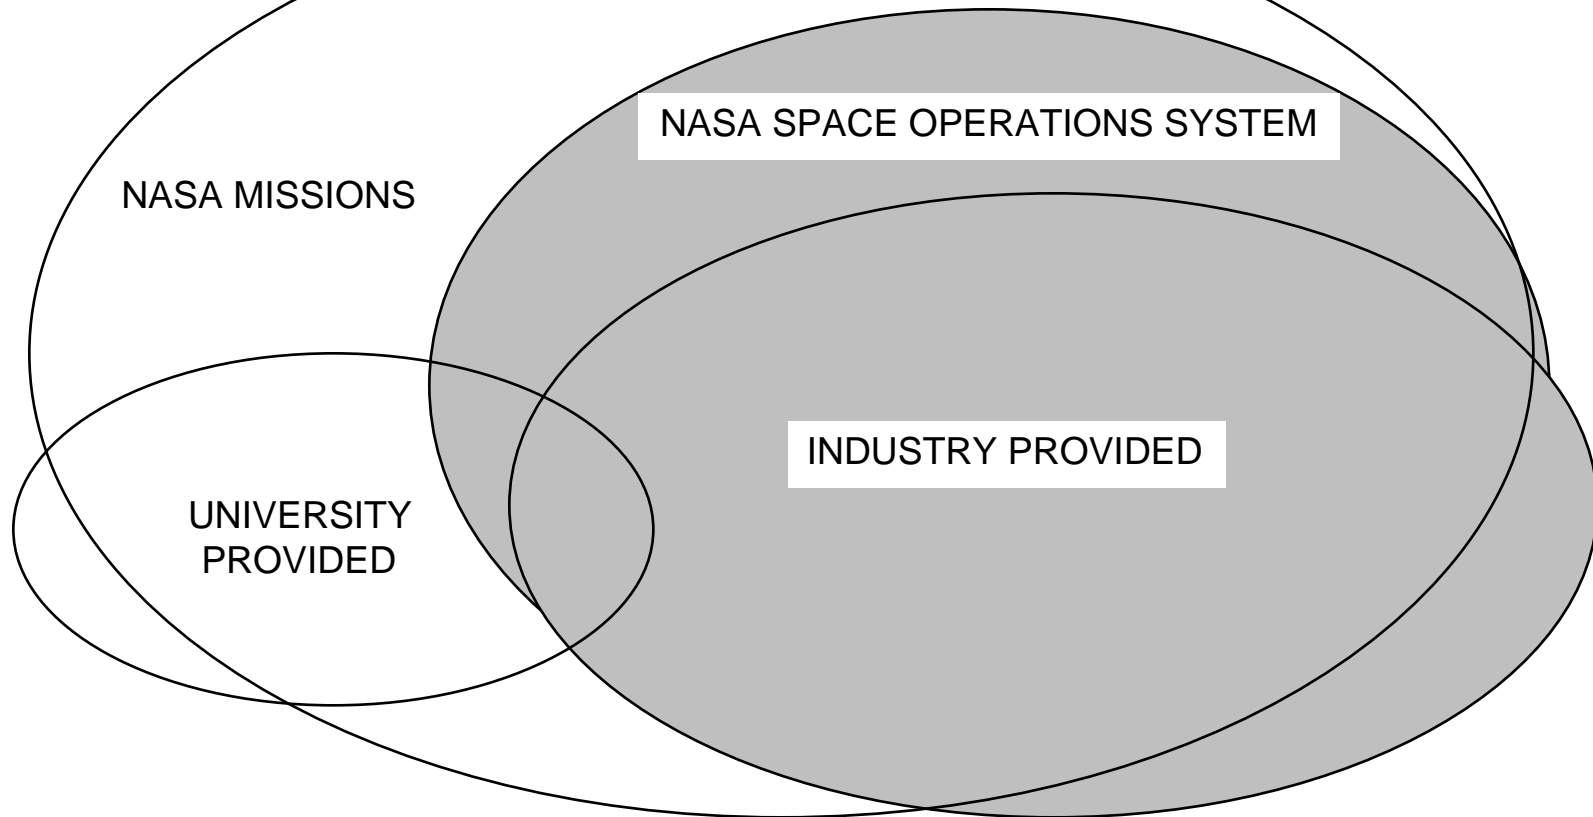 NASA SPACE OPERATIONS SYSTEM
NASA MISSIONS
INDUSTRY PROVIDED
UNIVERSITY
PROVIDED